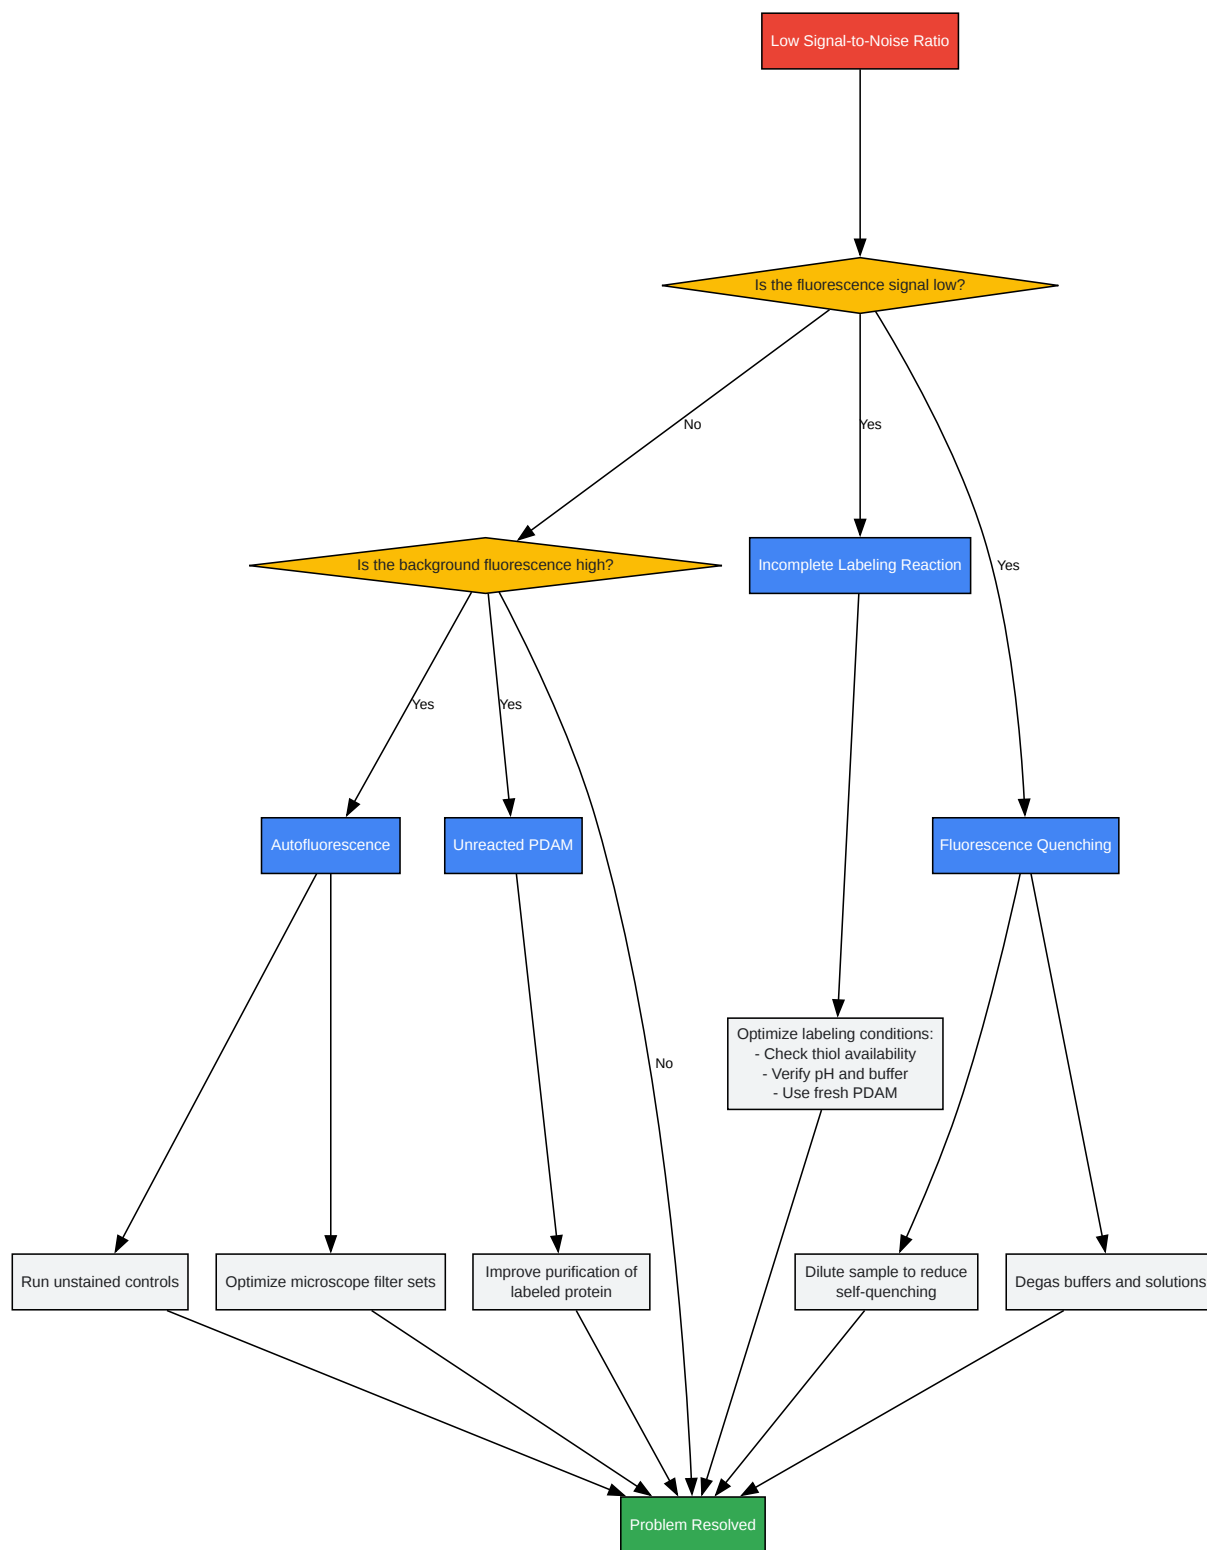 Low Signal-to-Noise Ratio
Is the fluorescence signal low?
No
Yes
Yes
Is the background fluorescence high?
Incomplete Labeling Reaction
Yes
Yes
Autofluorescence
Unreacted PDAM
Fluorescence Quenching
No
Optimize labeling conditions:
- Check thiol availability
- Verify pH and buffer
- Use fresh PDAM
Run unstained controls
Optimize microscope filter sets
Improve purification of
labeled protein
Dilute sample to reduce
self-quenching
Degas buffers and solutions
Problem Resolved